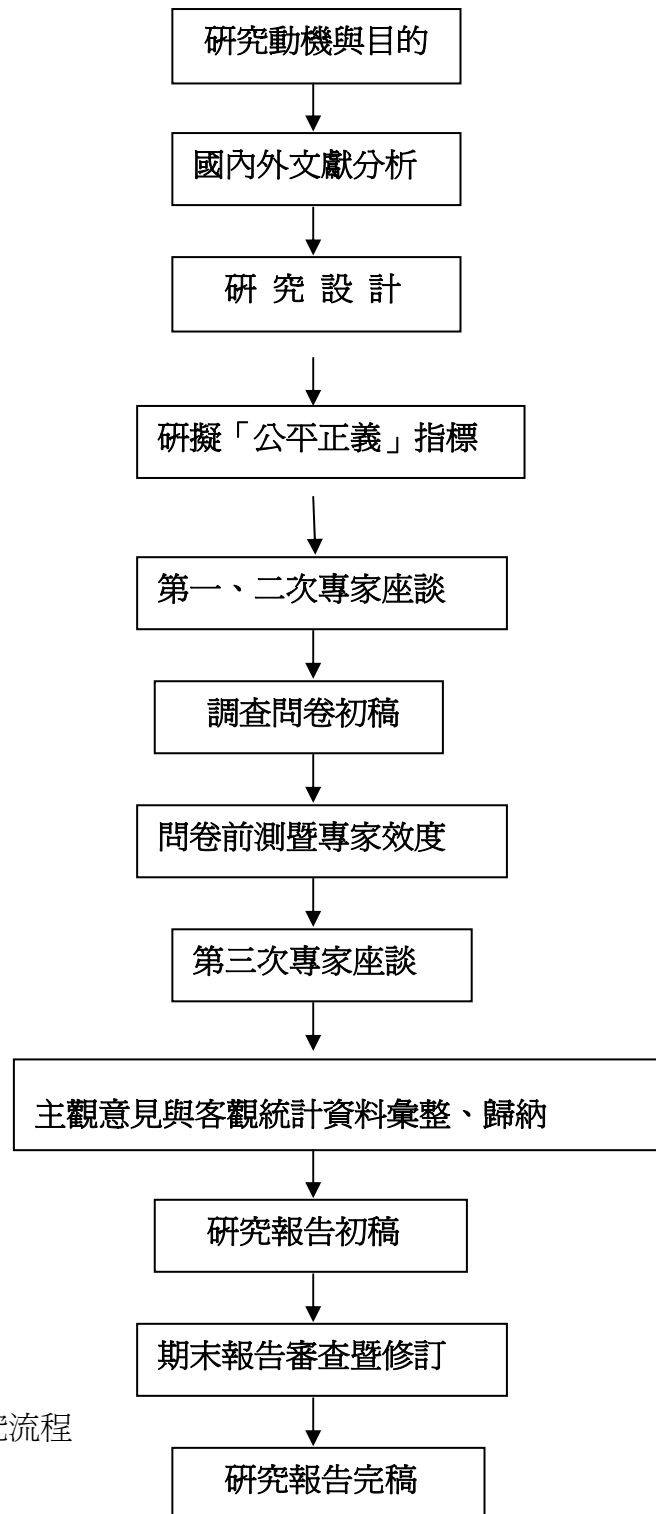 研究動機與目的
國內外文獻分析
研 究 設 計
研擬「公平正義」指標
第一、二次專家座談
調查問卷初稿
問卷前測暨專家效度
第三次專家座談
主觀意見與客觀統計資料彙整、歸納
研究報告初稿
期末報告審查暨修訂
流程
研究報告完稿